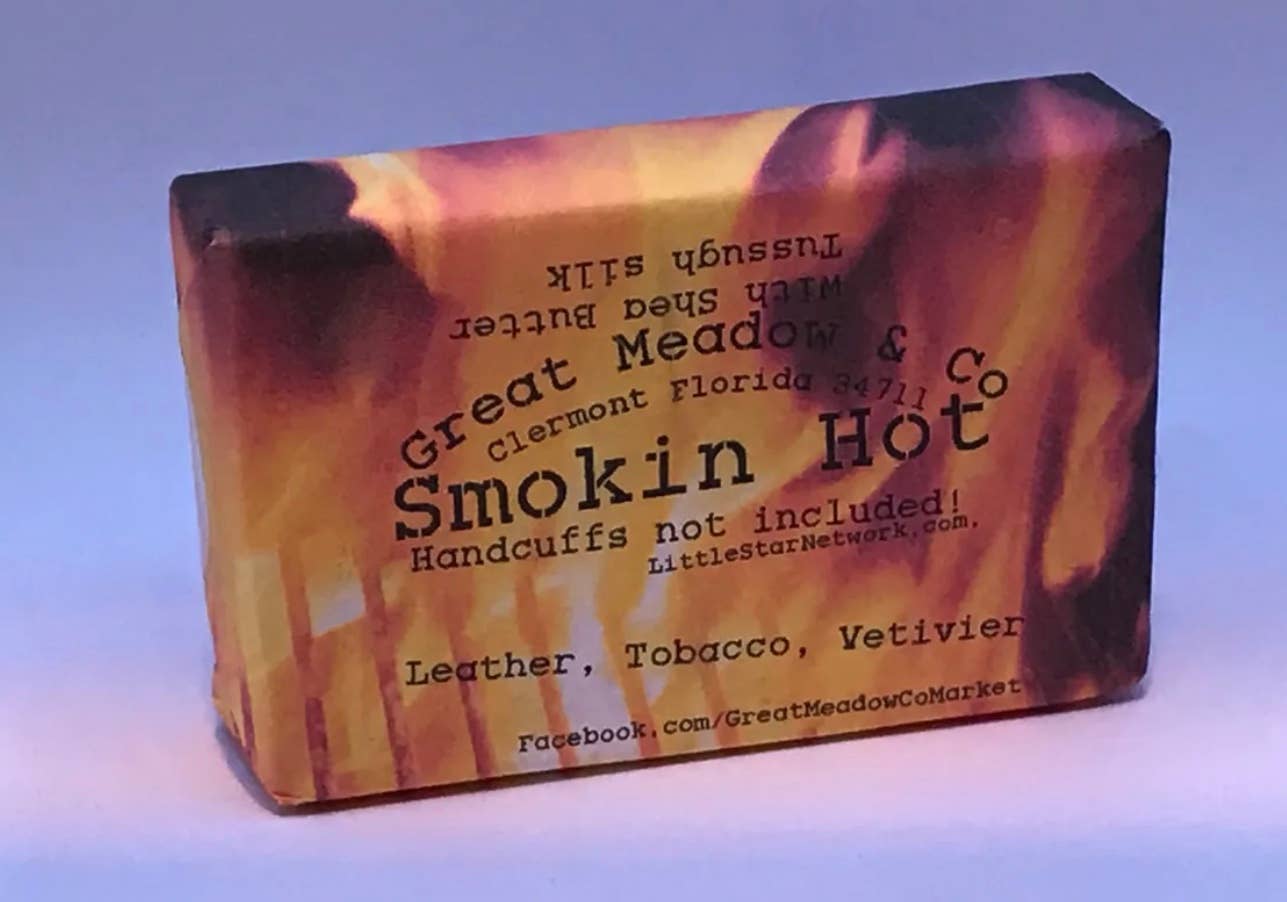 With Shea Butter
Tussugh silk
Great Meadow & Co
Clermont Florida 34711
Smokin Hot
Handcuffs not included!
LittleStarNetwork.com.
Leather, Tobacco, Vetivier
Facebook.com/GreatMeadowCoMarket